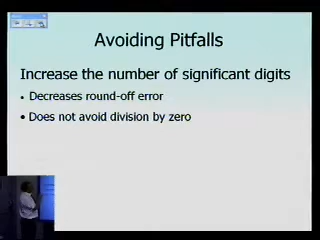 Avoiding Pitfalls
Increase the number of significant digits
• Decreases round-off error
• Does not avoid division by zero